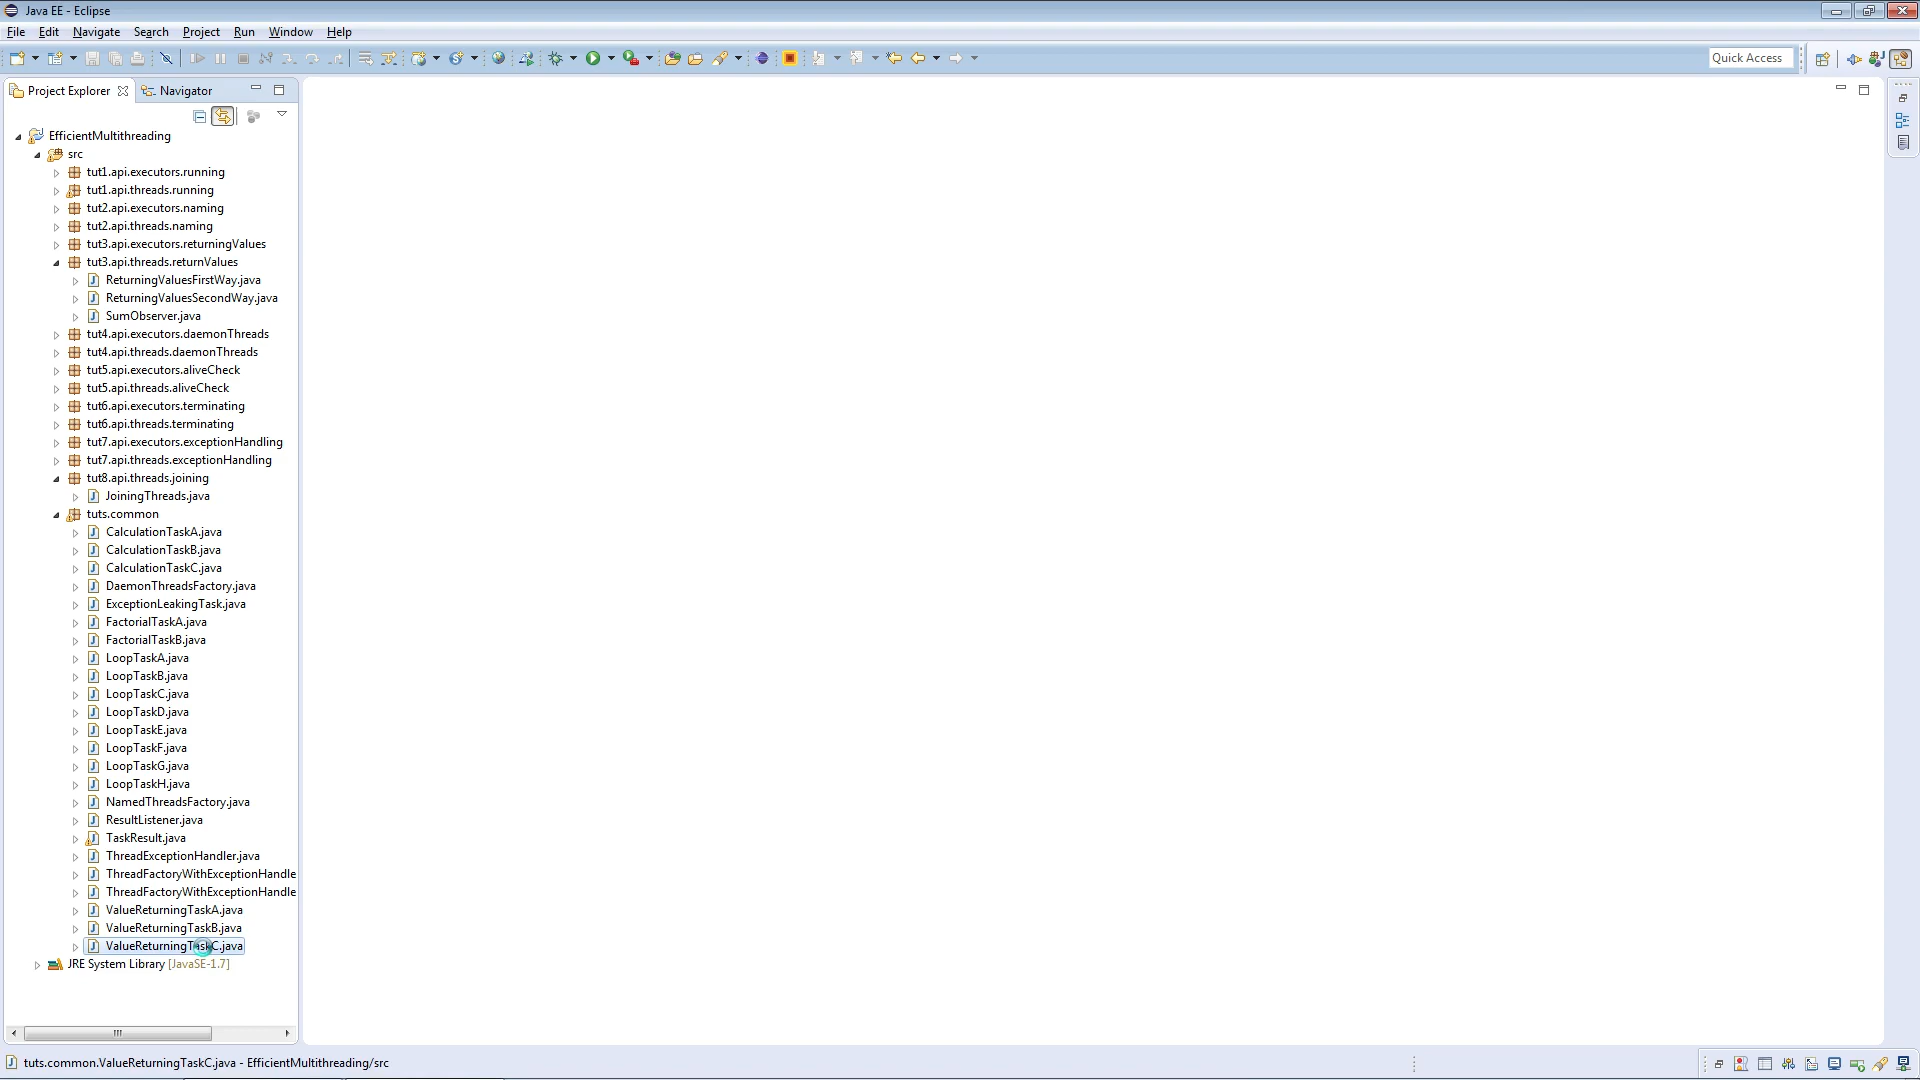 Java EE - Eclipse
File Edit Navigate Search Project Run Window Help
Quick Access
Project Explorer Navigator
EfficientMultithreading
src
tut1.api.executors.running
tut1.api.threads.running
tut2.api.executors.naming
tut2.api.threads.naming
tut3.api.executors.returningValues
tut3.api.threads.returnValues
ReturningValuesFirstWay.java
ReturningValuesSecondWay.java
SumObserver.java
tut4.api.executors.daemonThreads
tut4.api.threads.daemonThreads
tut5.api.executors.aliveCheck
tut5.api.threads.aliveCheck
tut6.api.executors.terminating
tut6.api.threads.terminating
tut7.api.executors.exceptionHandling
tut7.api.threads.exceptionHandling
tut8.api.threads.joining
JoiningThreads.java
tuts.common
CalculationTaskA.java
CalculationTaskB.java
CalculationTaskC.java
DaemonThreadsFactory.java
ExceptionLeakingTask.java
FactorialTaskA.java
FactorialTaskB.java
LoopTaskA.java
LoopTaskB.java
LoopTaskC.java
LoopTaskD.java
LoopTaskE.java
LoopTaskF.java
LoopTaskG.java
LoopTaskH.java
NamedThreadsFactory.java
ResultListener.java
TaskResult.java
ThreadExceptionHandler.java
ThreadFactoryWithExceptionHandle
ThreadFactoryWithExceptionHandle
ValueReturningTaskA.java
ValueReturningTaskB.java
ValueReturningTaskC.java
JRE System Library [JavaSE-1.7]
tuts.common.ValueReturningTaskC.java - EfficientMultithreading/src